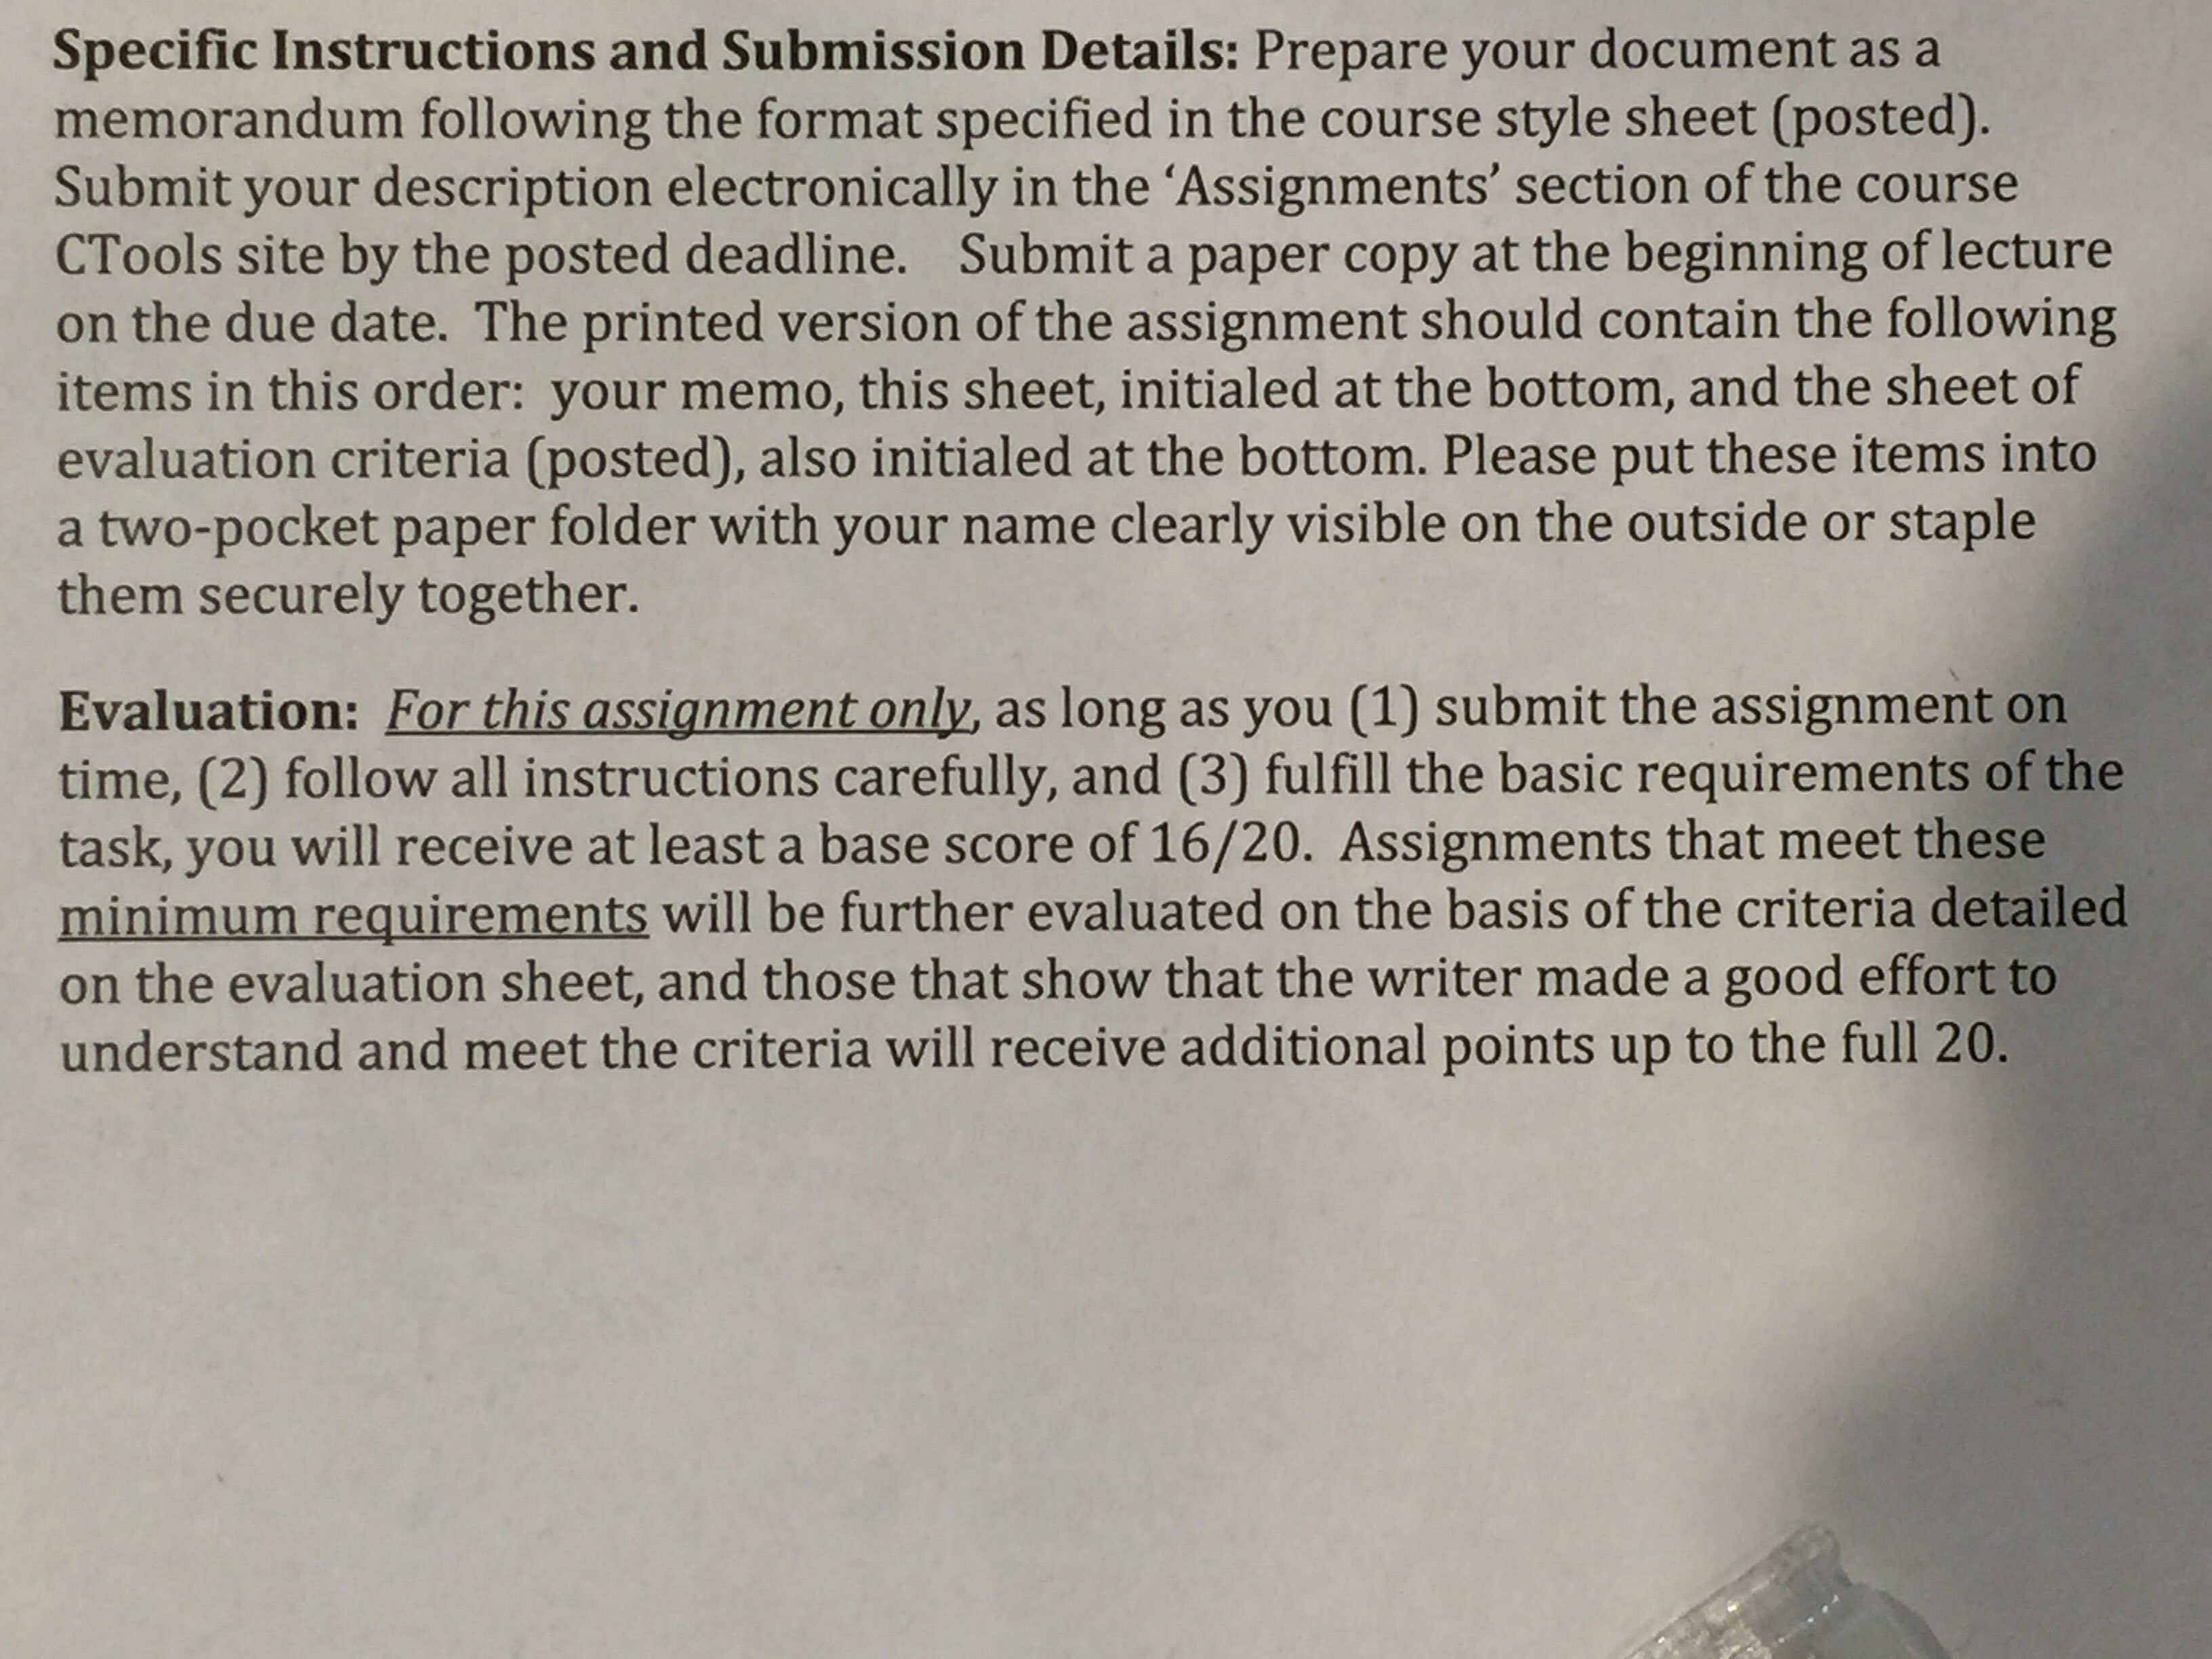 Specific Instructions and Submission Details: Prepare your document as a
memorandum following the format specified in the course style sheet (posted).
Submit your description electronically in the ‘Assignments’ section of the course
CTools site by the posted deadline.   Submit a paper copy at the beginning of lecture
on the due date.  The printed version of the assignment should contain the following
items in this order:  your memo, this sheet, initialed at the bottom, and the sheet of
evaluation criteria (posted), also initialed at the bottom. Please put these items into
a two-pocket paper folder with your name clearly visible on the outside or staple
them securely together.
Evaluation:  For this assignment only, as long as you (1) submit the assignment on
time, (2) follow all instructions carefully, and (3) fulfill the basic requirements of the
task, you will receive at least a base score of 16/20.  Assignments that meet these
minimum requirements will be further evaluated on the basis of the criteria detailed
on the evaluation sheet, and those that show that the writer made a good effort to
understand and meet the criteria will receive additional points up to the full 20.